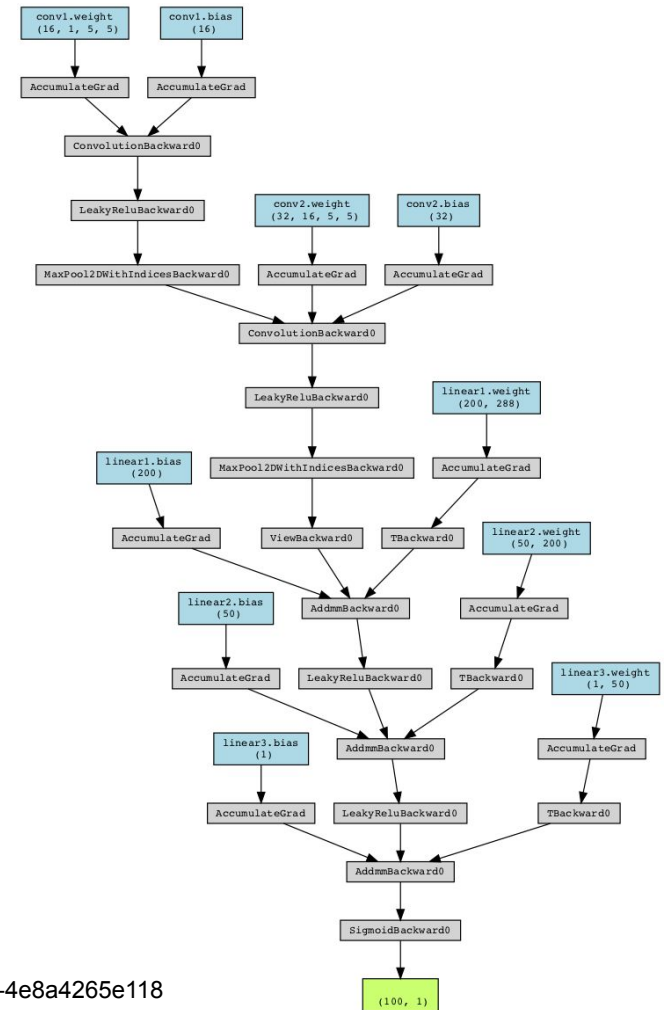 conv1.weight
(16, 1, 5, 5)
conv1.bias
(16)
AccumulateGrad
AccumulateGrad
ConvolutionBackward0
LeakyReluBackward0
conv2.weight
(32, 16, 5, 5)
conv2.bias
(32)
MaxPool2DWithIndicesBackward0
AccumulateGrad
AccumulateGrad
ConvolutionBackward0
LeakyReluBackward0
linear1.weight
(200, 288)
linear1.bias
(200)
MaxPool2DWithIndicesBackward0
AccumulateGrad
AccumulateGrad
ViewBackward0
TBackward0
linear2.weight
(50, 200)
linear2.bias
(50)
AddmmBackward0
AccumulateGrad
AccumulateGrad
LeakyReluBackward0
TBackward0
linear3.weight
(1, 50)
linear3.bias
(1)
AddmmBackward0
AccumulateGrad
AccumulateGrad
LeakyReluBackward0
TBackward0
AddmmBackward0
SigmoidBackward0
-4e8a4265e118
(100, 1)